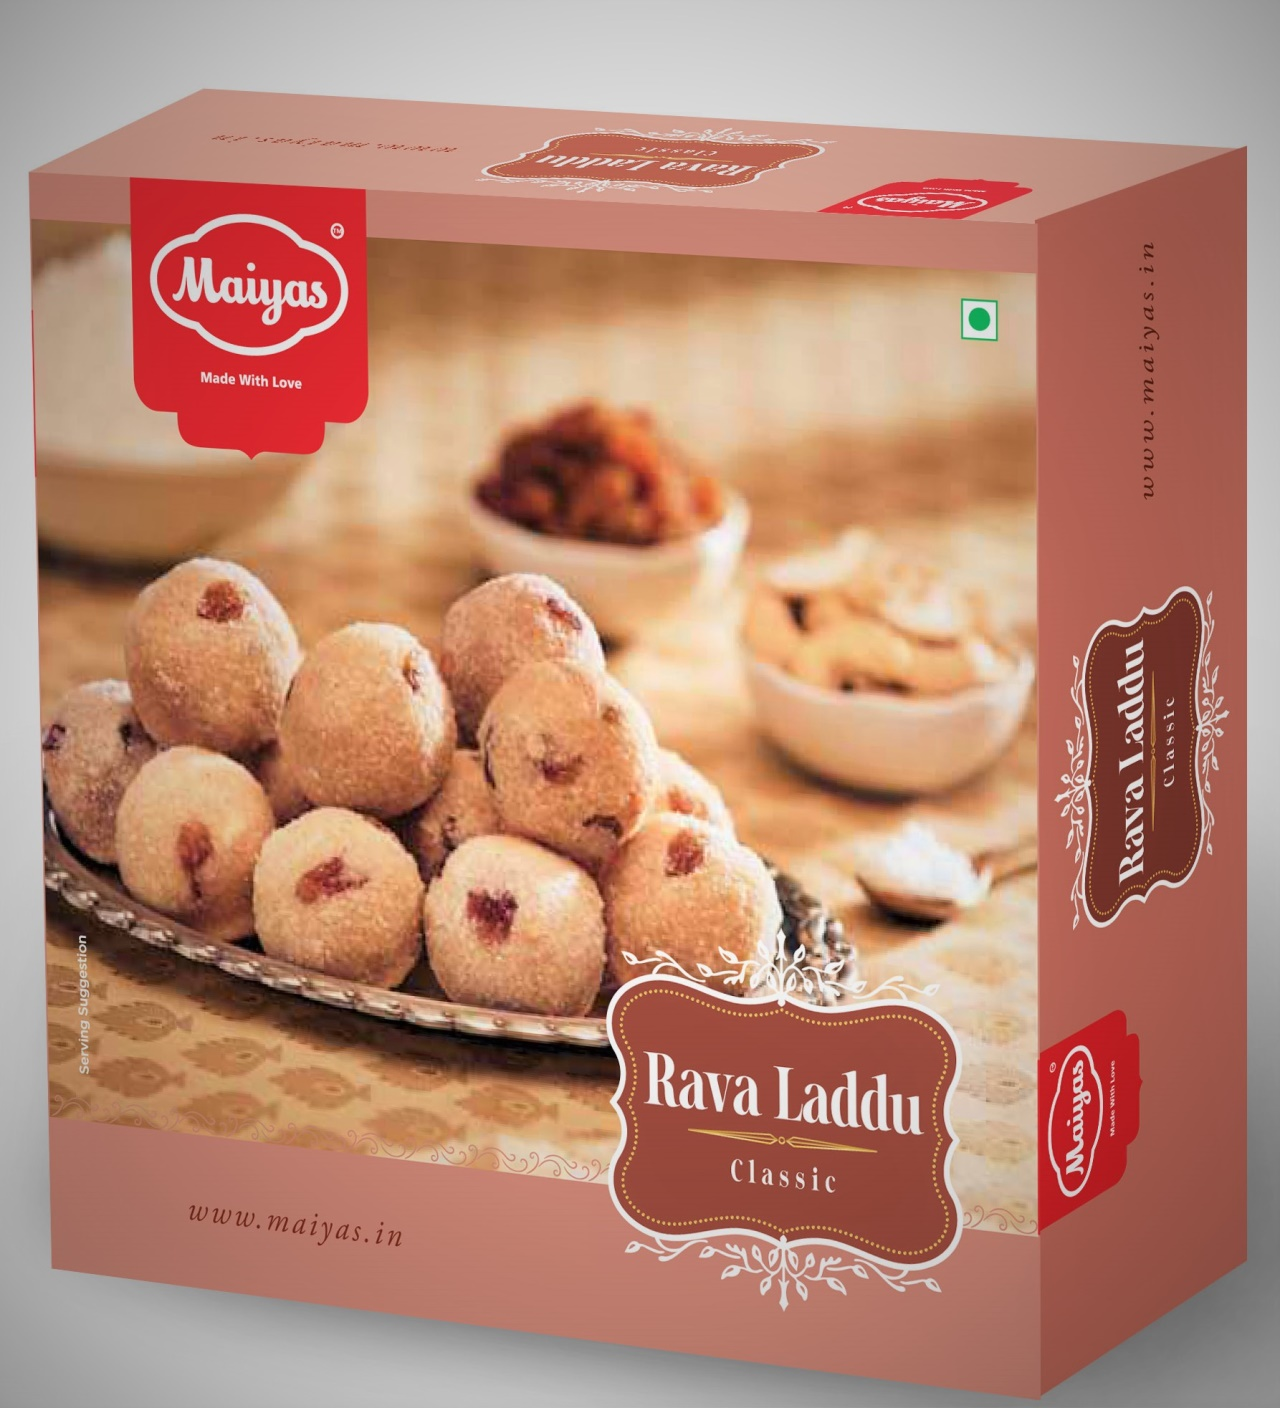 www.maiyas.in
Rava Laddu
Classic
Maiyas
Made With Love
TM
Maiyas
Made With Love
Serving Suggestion
Rava Laddu
Classic
www.maiyas.in
www.maiyas.in
Rava Laddu
Classic
Maiyas
Made With Love